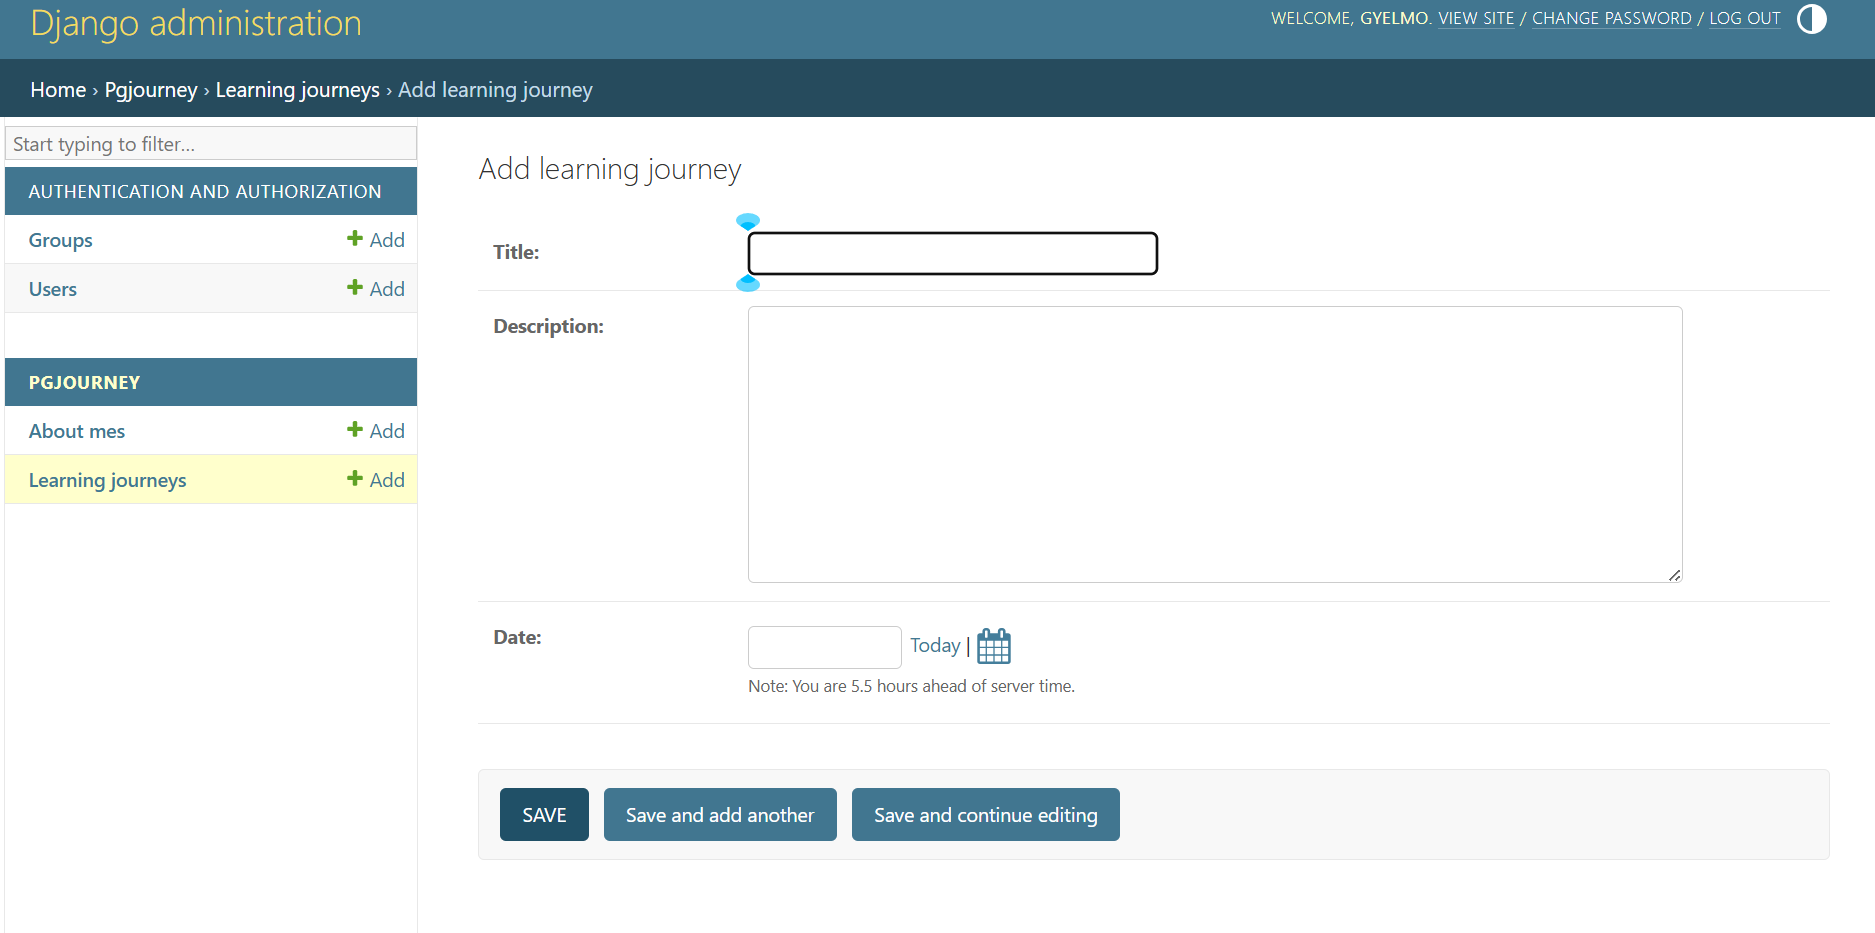 Django administration
WELCOME, GYELMO. VIEW SITE / CHANGE PASSWORD / LOG OUT
Home › Pgjourney › Learning journeys › Add learning journey
Start typing to filter...
AUTHENTICATION AND AUTHORIZATION
Groups Add
Users Add
PGJOURNEY
About mes Add
Learning journeys Add
Add learning journey
Title:
Description:
Date:
Today |
Note: You are 5.5 hours ahead of server time.
SAVE Save and add another Save and continue editing